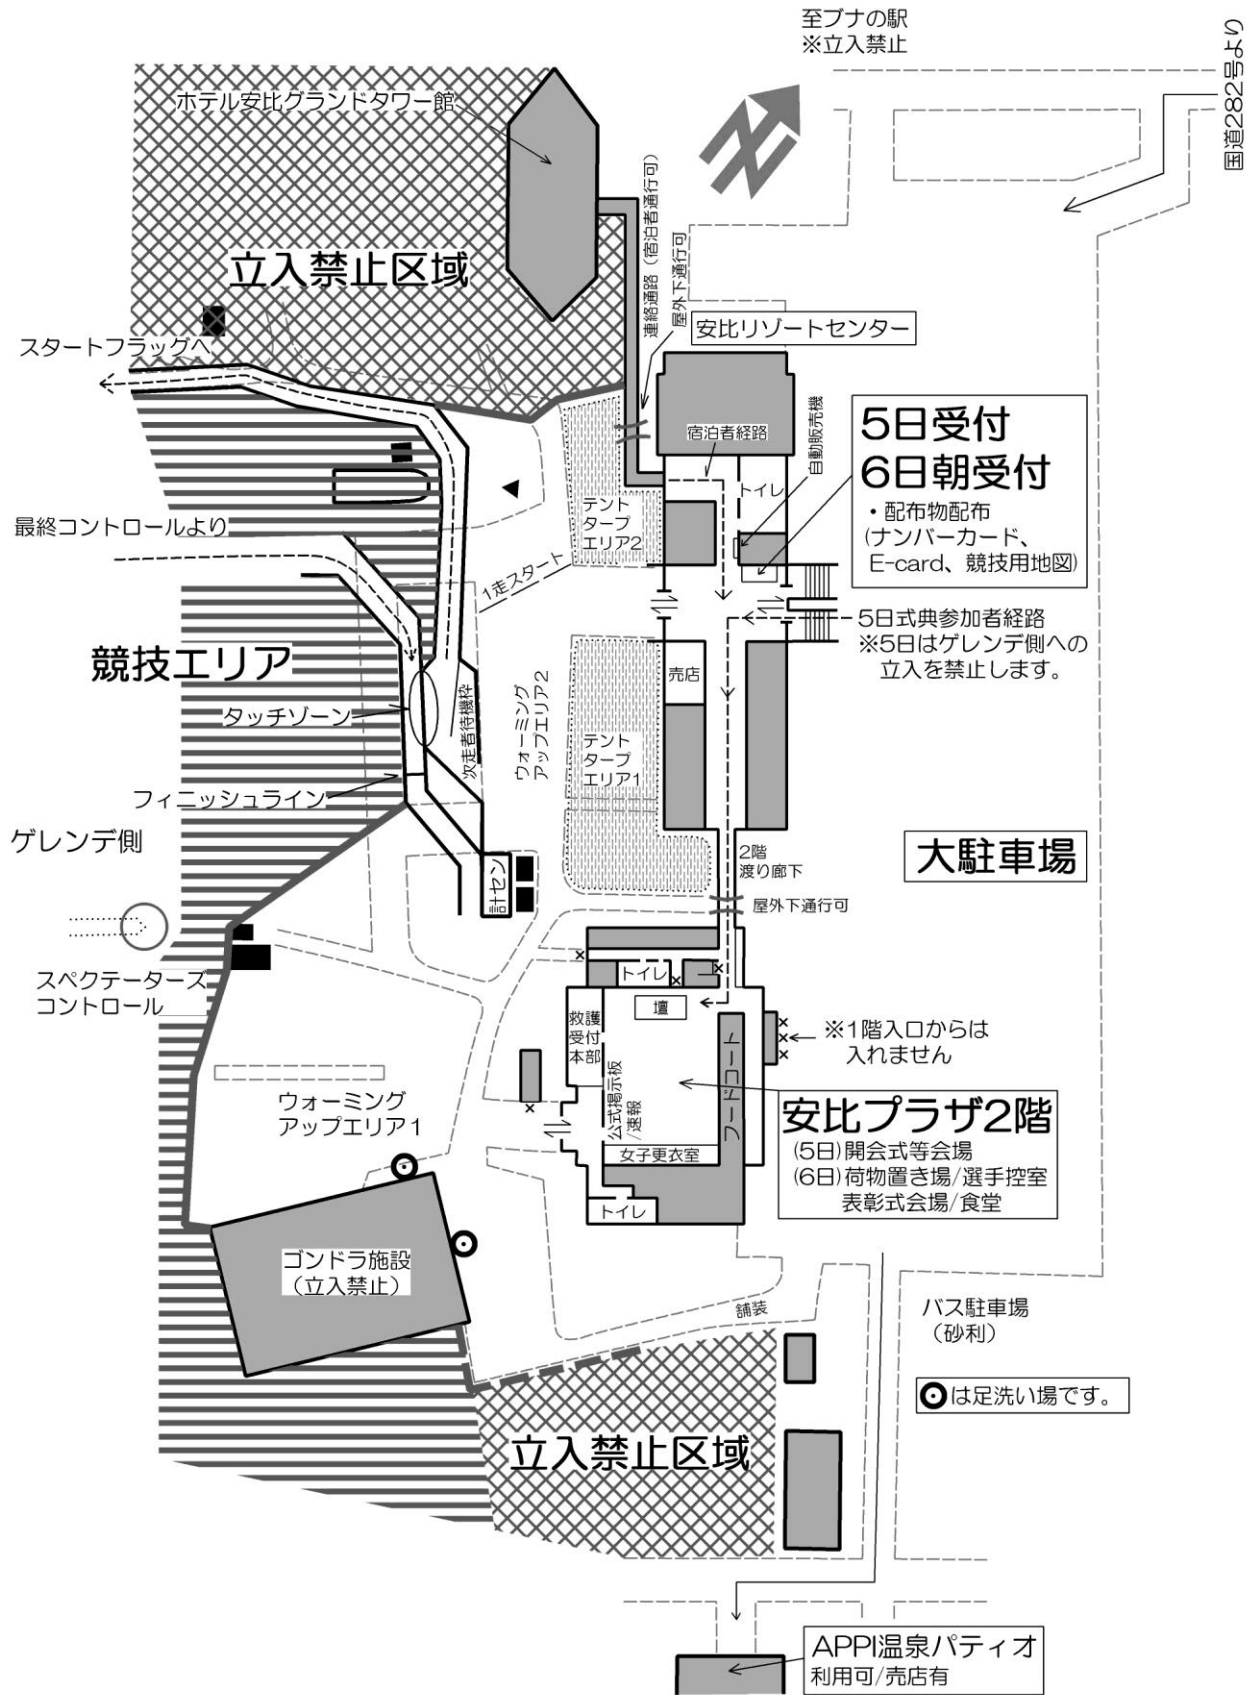 至ブナの駅
※立入禁止
国道282号より
ホテル安比グランドタワー館
連絡通路（宿泊者通行可）
屋外下通行可
立入禁止区域
安比リゾートセンター
スタートフラッグへ
宿泊者経路
自動販売機
トイレ
5日受付
6日朝受付
・配布物配布
(ナンバーカード、
E-card、競技用地図)
テント
タープ
エリア2
最終コントロールより
1走スタート
5日式典参加者経路
※5日はゲレンデ側への
立入を禁止します。
競技エリア
売店
タッチゾーン
次走者待機枠
ウォーミング
アップエリア2
テント
タープ
エリア1
フィニッシュライン
ゲレンデ側
大駐車場
2階
渡り廊下
計セン
屋外下通行可
スペクテーターズ
コントロール
トイレ
壇
救護
受付
本部
※1階入口からは
入れません
公式掲示板
/速報
フードコート
ウォーミング
アップエリア1
安比プラザ2階
(5日)開会式等会場
(6日)荷物置き場/選手控室
表彰式会場/食堂
女子更衣室
トイレ
ゴンドラ施設
（立入禁止）
舗装
バス駐車場
（砂利）
は足洗い場です。
立入禁止区域
APPI温泉パティオ
利用可/売店有